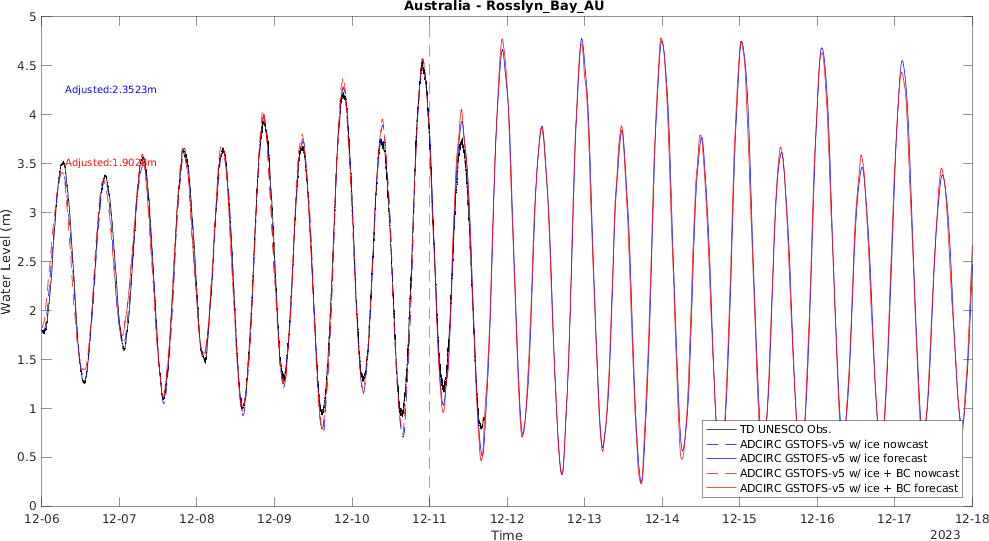 Australia - Rosslyn_Bay_AU
5
4.5
4
3.5
3
2.5
2
1.5
1
0.5
0
Water Level (m)
Adjusted:2.3523m
Adjusted:1.9028m
TD UNESCO Obs.
ADCIRC GSTOFS-v5 w/ ice nowcast
ADCIRC GSTOFS-v5 w/ ice forecast
ADCIRC GSTOFS-v5 w/ ice + BC nowcast
ADCIRC GSTOFS-v5 w/ ice + BC forecast
12-06 12-07 12-08 12-09 12-10 12-11 12-12 12-13 12-14 12-15 12-16 12-17 12-18
Time
2023